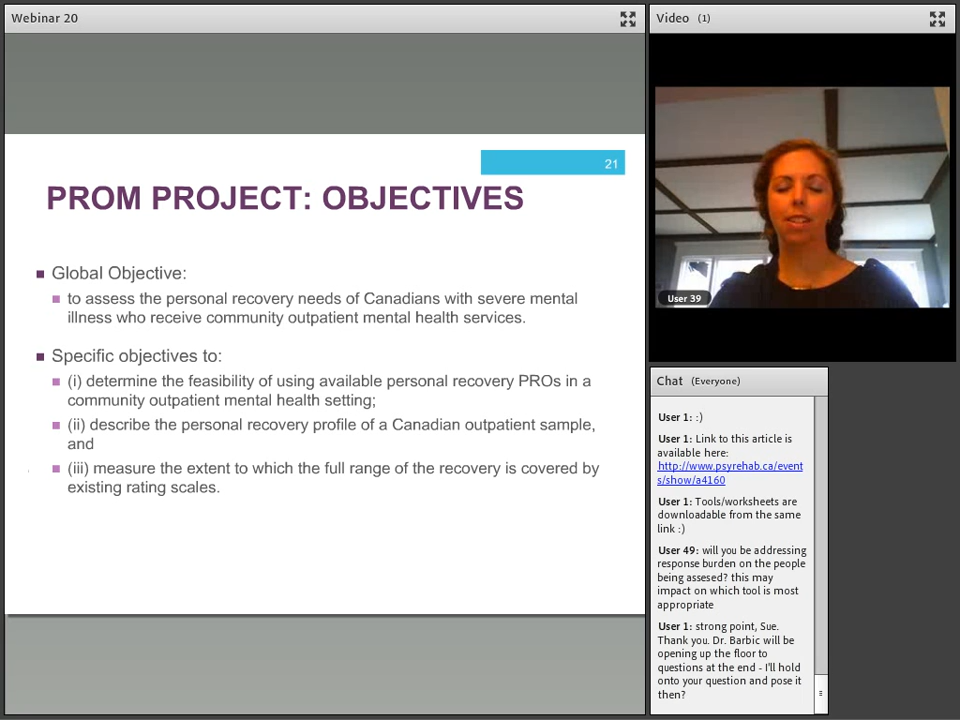 Webinar 20
21
PROM PROJECT: OBJECTIVES
Global Objective:
to assess the personal recovery needs of Canadians with severe mental
illness who receive community outpatient mental health services.
Specific objectives to:
(i) determine the feasibility of using available personal recovery PROs in a
community outpatient mental health setting;
(ii) describe the personal recovery profile of a Canadian outpatient sample,
and
(iii) measure the extent to which the full range of the recovery is covered by
existing rating scales.
Video (1)
User 39
Chat (Everyone)
User 1: :)
User 1: Link to this article is
available here:
http://www.psyrehab.ca/event
s/show/a4160
User 1: Tools/worksheets are
downloadable from the same
link :)
User 49: will you be addressing
response burden on the people
being assesed? this may
impact on which tool is most
appropriate
User 1: strong point, Sue.
Thank you. Dr. Barbic will be
opening up the floor to
questions at the end - I'll hold
onto your question and pose it
then?